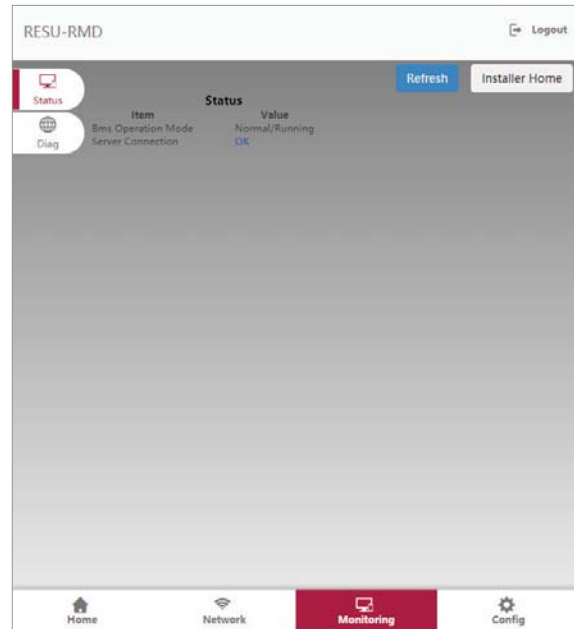 RESU-RMD
Logout
Refresh
Installer Home
Status
Diag
Status
Item Value
Bms Operation Mode Normal/Running
Server Connection OK
Home
Network
Monitoring
Config